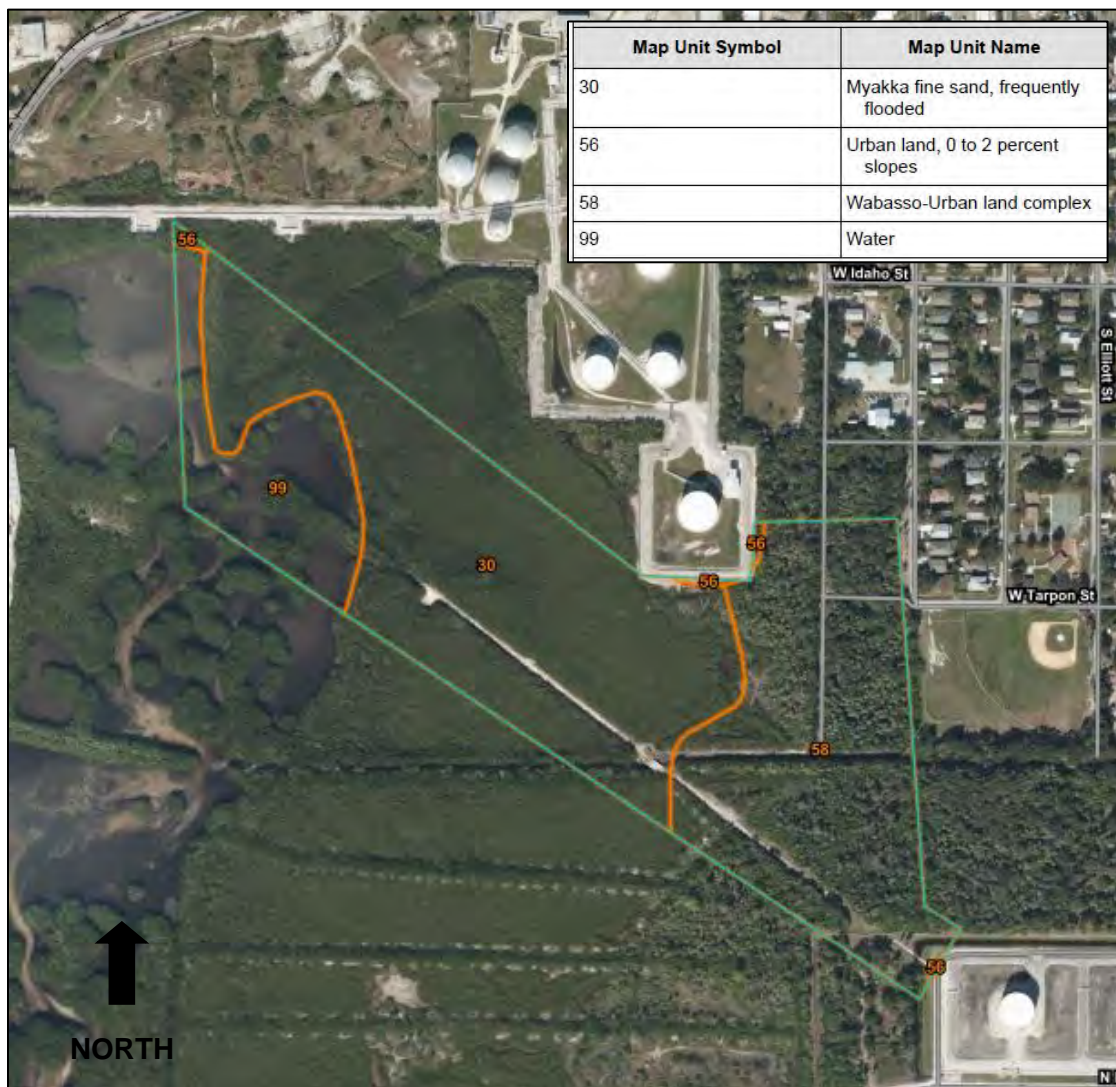 Map Unit Symbol
Map Unit Name
30
Myakka fine sand, frequently
flooded
56
Urban land, 0 to 2 percent
slopes
58
Wabasso-Urban land complex
99
Water
56
W Idaho St
S Elliott St
99
56
30
56
W Tarpon St
58
56
NORTH
N